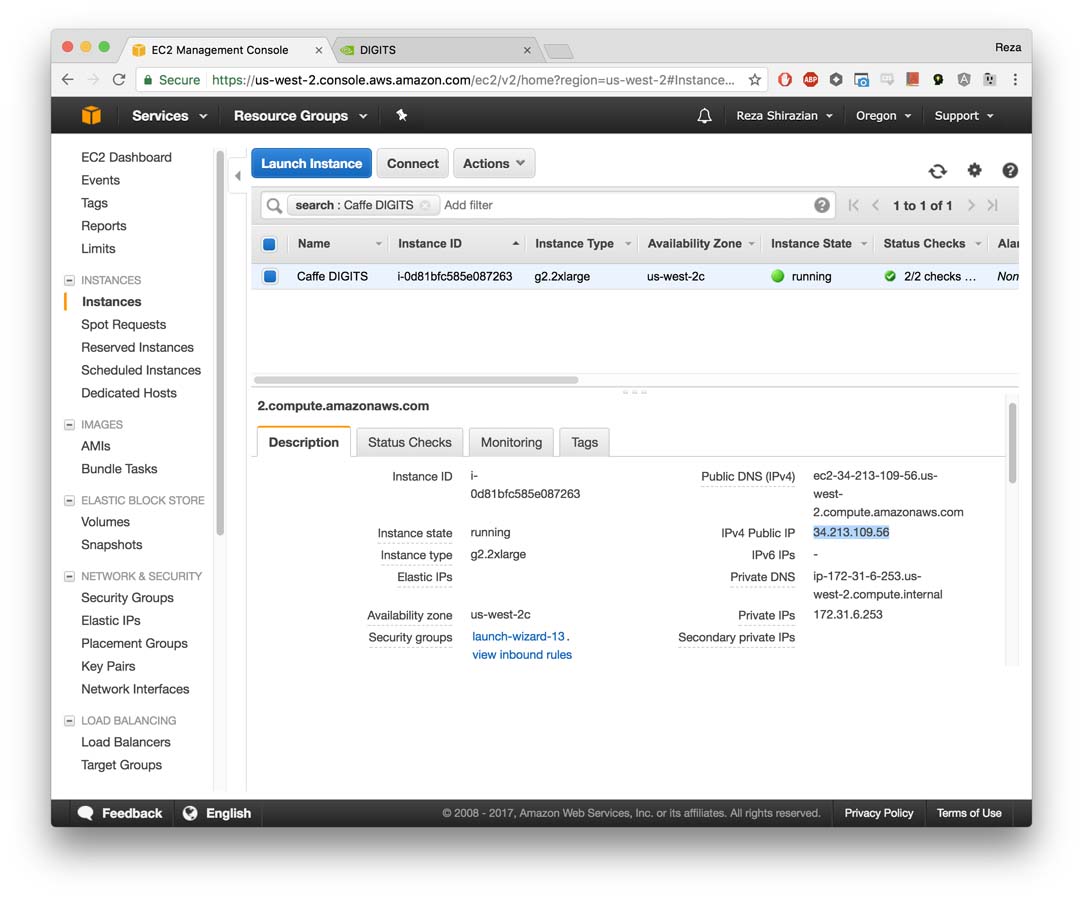 EC2 Management Console
DIGITS
Reza
Secure https://us-west-2.console.aws.amazon.com/ec2/v2/home?region=us-west-2#Instance...
ABP
Services Resource Groups Reza Shirazian Oregon Support
EC2 Dashboard
Events
Tags
Reports
Limits
INSTANCES
Instances
Spot Requests
Reserved Instances
Scheduled Instances
Dedicated Hosts
IMAGES
AMIs
Bundle Tasks
ELASTIC BLOCK STORE
Volumes
Snapshots
NETWORK & SECURITY
Security Groups
Elastic IPs
Placement Groups
Key Pairs
Network Interfaces
LOAD BALANCING
Load Balancers
Target Groups
Launch Instance Connect Actions
search : Caffe DIGITS Add filter 1 to 1 of 1
Name Instance ID Instance Type Availability Zone Instance State Status Checks Alar
Caffe DIGITS i-0d81bfc585e087263 g2.2xlarge us-west-2c running 2/2 checks ... Non
2.compute.amazonaws.com
Description Status Checks Monitoring Tags
Instance ID i-
0d81bfc585e087263
Instance state running
Instance type g2.2xlarge
Elastic IPs
Availability zone us-west-2c
Security groups launch-wizard-13.
view inbound rules
Public DNS (IPv4) ec2-34-213-109-56.us-
west-
2.compute.amazonaws.com
IPv4 Public IP 34.213.109.56
IPv6 IPs -
Private DNS ip-172-31-6-253.us-
west-2.compute.internal
Private IPs 172.31.6.253
Secondary private IPs
Feedback English © 2008 - 2017, Amazon Web Services, Inc. or its affiliates. All rights reserved. Privacy Policy Terms of Use